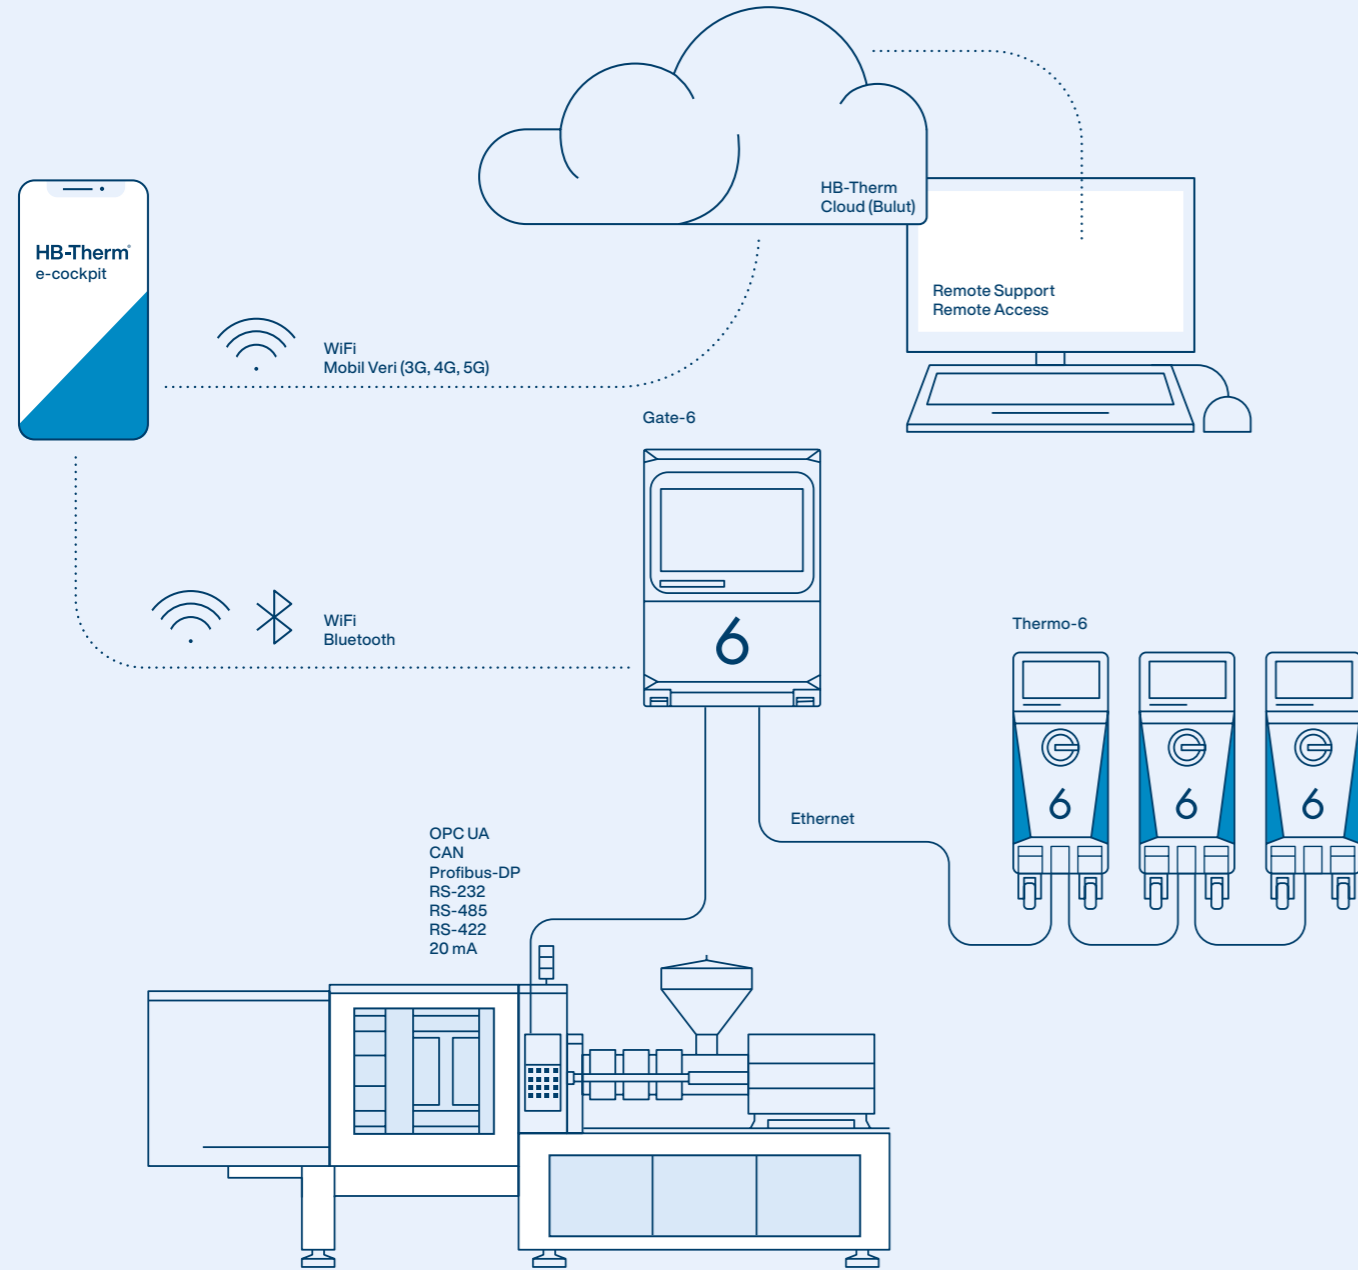 HB-Therm
Cloud (Bulut)
HB-Therm®
e-cockpit
Remote Support
Remote Access
WiFi
Mobil Veri (3G, 4G, 5G)
Gate-6
6
WiFi
Bluetooth
Thermo-6
6
6
6
Ethernet
OPC UA
CAN
Profibus-DP
RS-232
RS-485
RS-422
20 mA